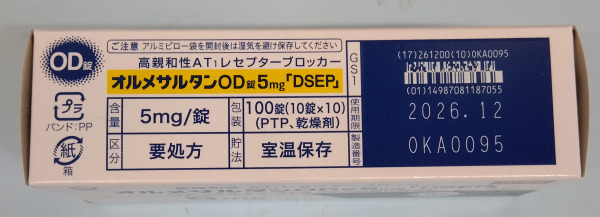 ご注意 アルミピロー袋を開封後は湿気を避け保存してください
OD錠
高親和性AT₁レセプターブロッカー
オルメサルタンOD錠5mg「DSEP」
プラ
バンド:PP
紙
箱
含量
5mg/錠
包装
100錠(10錠×10)
(PTP、乾燥剤)
区分
要処方
貯法
室温保存
GS1
(17)261200(10)0KA0095
(01)14987081187055
使用期限
2026.12
製造番号
0KA0095